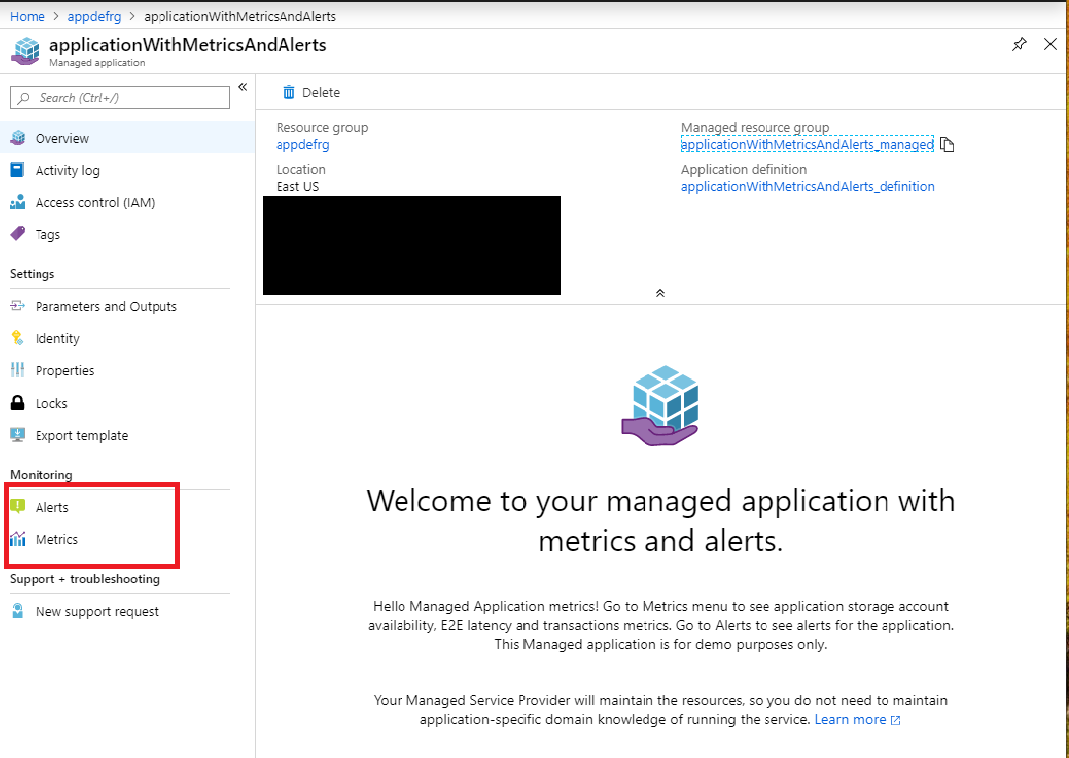 Home > appdefrg > applicationWithMetricsAndAlerts
applicationWithMetricsAndAlerts
Managed application
Search (Ctrl+/)
«
Delete
Overview
Activity log
Access control (IAM)
Tags
Settings
Parameters and Outputs
Identity
Properties
Locks
Export template
Monitoring
Alerts
Metrics
Support + troubleshooting
New support request
Resource group
appdefrg
Location
East US
Managed resource group
applicationWithMetricsAndAlerts_managed
Application definition
applicationWithMetricsAndAlerts_definition
Welcome to your managed application with
metrics and alerts.
Hello Managed Application metrics! Go to Metrics menu to see application storage account
availability, E2E latency and transactions metrics. Go to Alerts to see alerts for the application.
This Managed application is for demo purposes only.
Your Managed Service Provider will maintain the resources, so you do not need to maintain
application-specific domain knowledge of running the service. Learn more